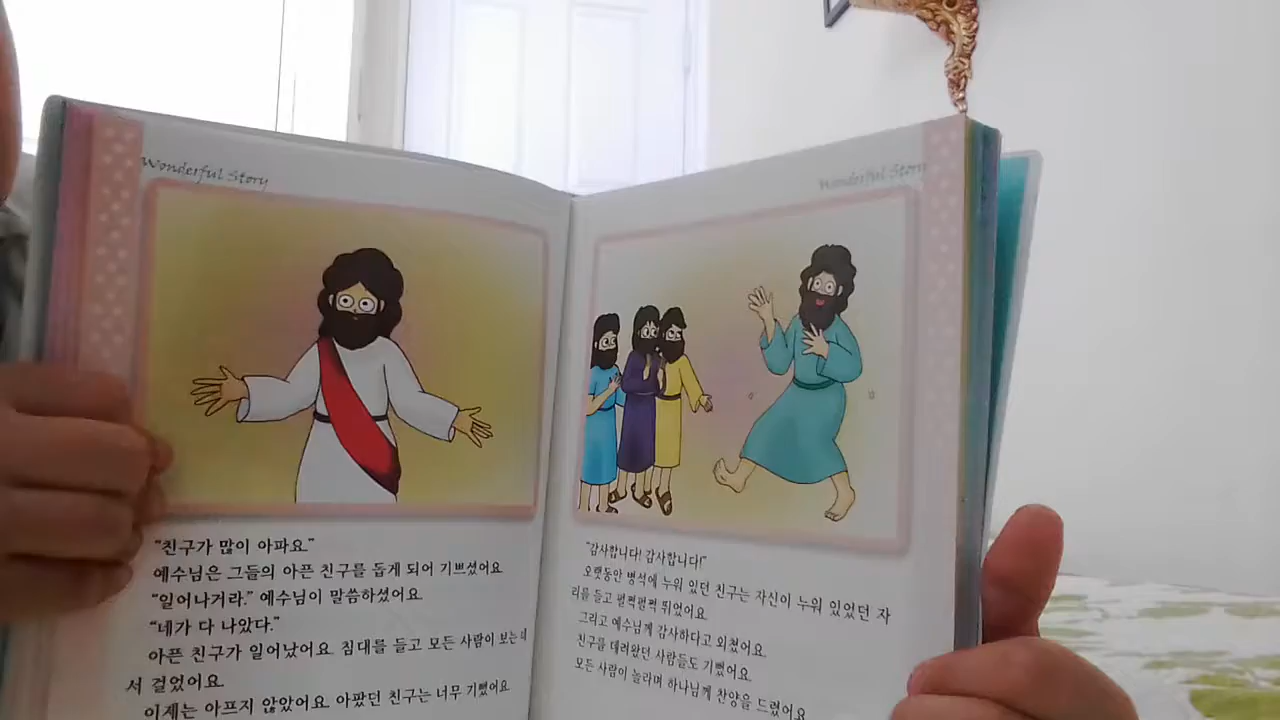 Wonderful Story
"친구가 많이 아파요."
예수님은 그들의 아픈 친구를 돕게 되어 기쁘셨어요.
"일어나거라." 예수님이 말씀하셨어요.
"네가 다 나았다."
아픈 친구가 일어났어요. 침대를 들고 모든 사람이 보는 데
서 걸었어요.
이제는 아프지 않았어요. 아팠던 친구는 너무 기뻤어요.
Wonderful Story
"감사합니다! 감사합니다!"
오랫동안 병석에 누워 있던 친구는 자신이 누워 있었던 자
리를 들고 펄쩍펄쩍 뛰었어요.
그리고 예수님께 감사하다고 외쳤어요.
친구를 데려왔던 사람들도 기뻤어요.
모든 사람이 놀라며 하나님께 찬양을 드렸어요.